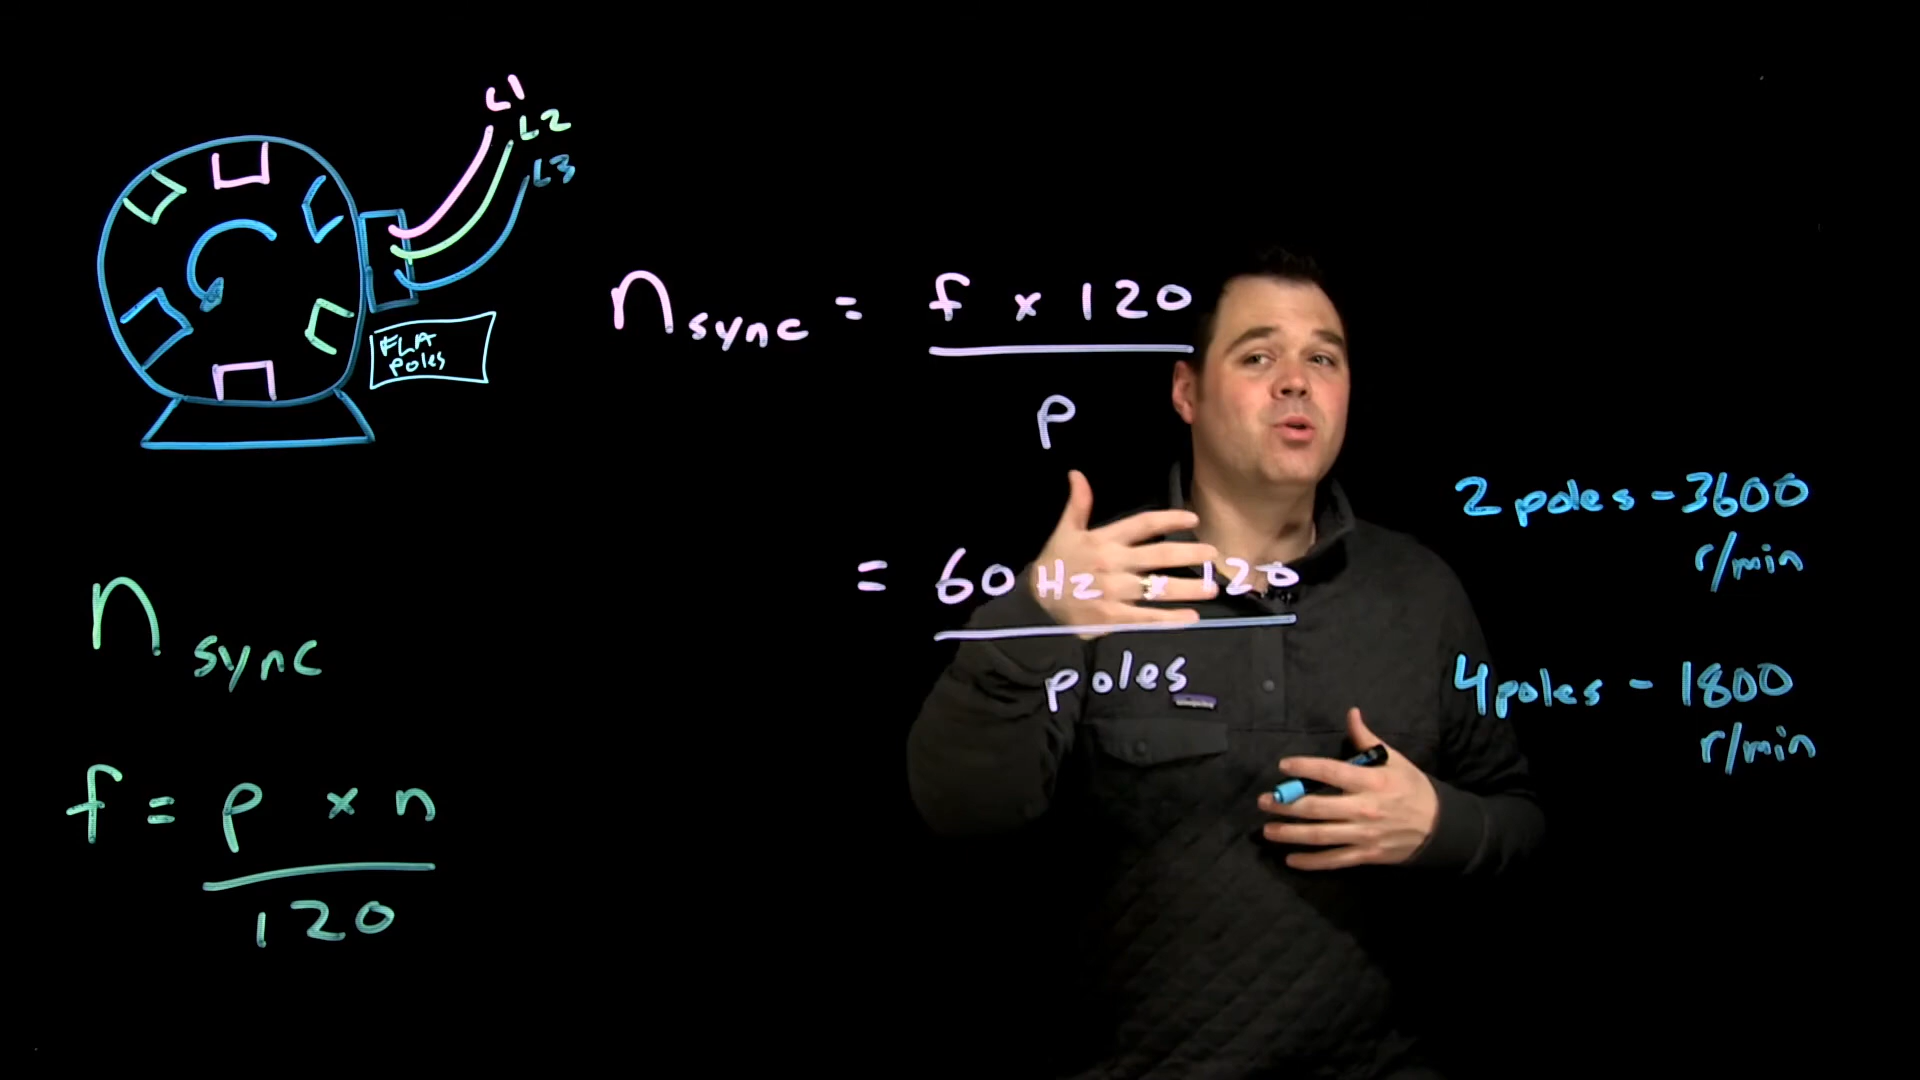 L1
L2
L3
FLA
Poles
n sync = f x 120
p
= 60 Hz x 120
poles
n sync
f = p x n
120
2 poles - 3600
r/min
4 poles - 1800
r/min